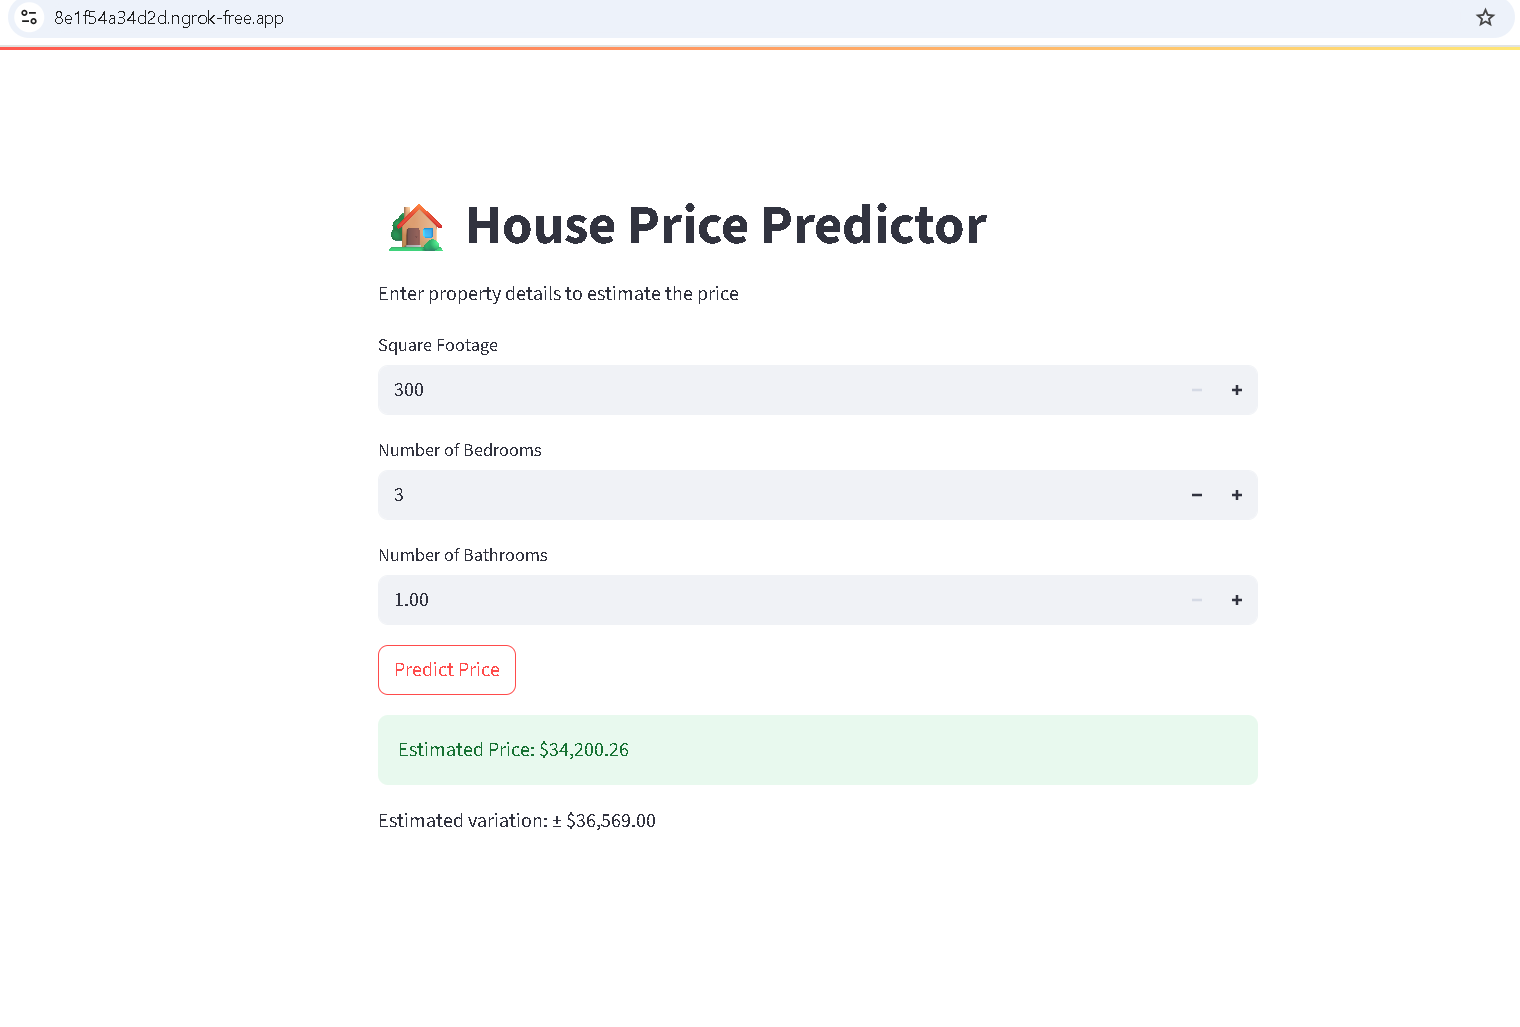 8e1f54a34d2d.ngrok-free.app
House Price Predictor
Enter property details to estimate the price
Square Footage
300
Number of Bedrooms
3
Number of Bathrooms
1.00
Predict Price
Estimated Price: $34,200.26
Estimated variation: ± $36,569.00